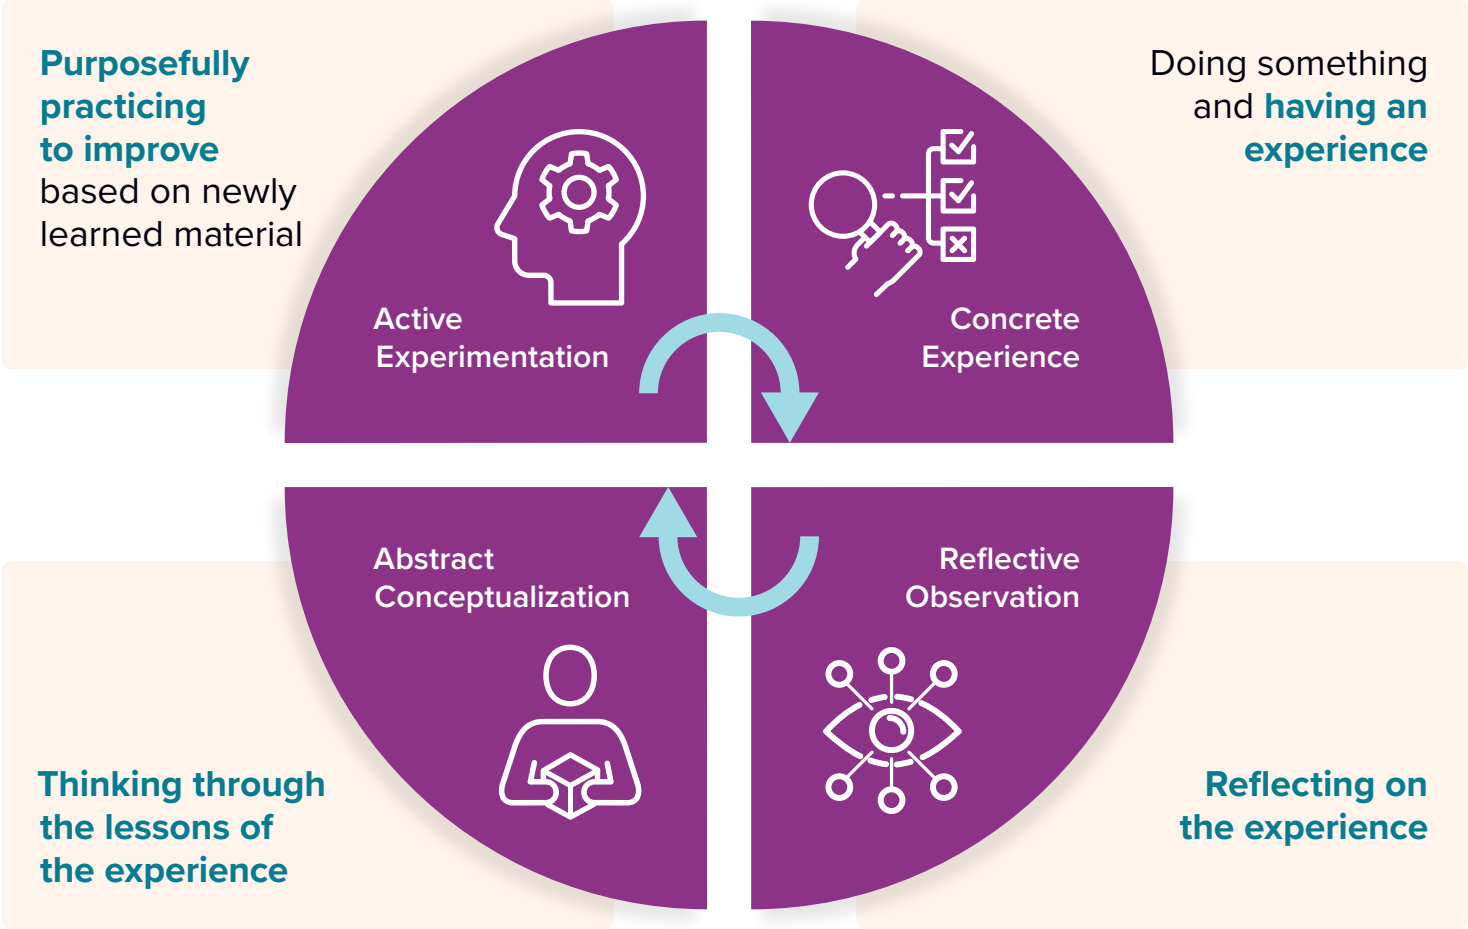 Purposefully
practicing
to improve
based on newly
learned material
Doing something
and having an
experience
Active
Experimentation
Concrete
Experience
Abstract
Conceptualization
Reflective
Observation
Thinking through
the lessons of
the experience
Reflecting on
the experience